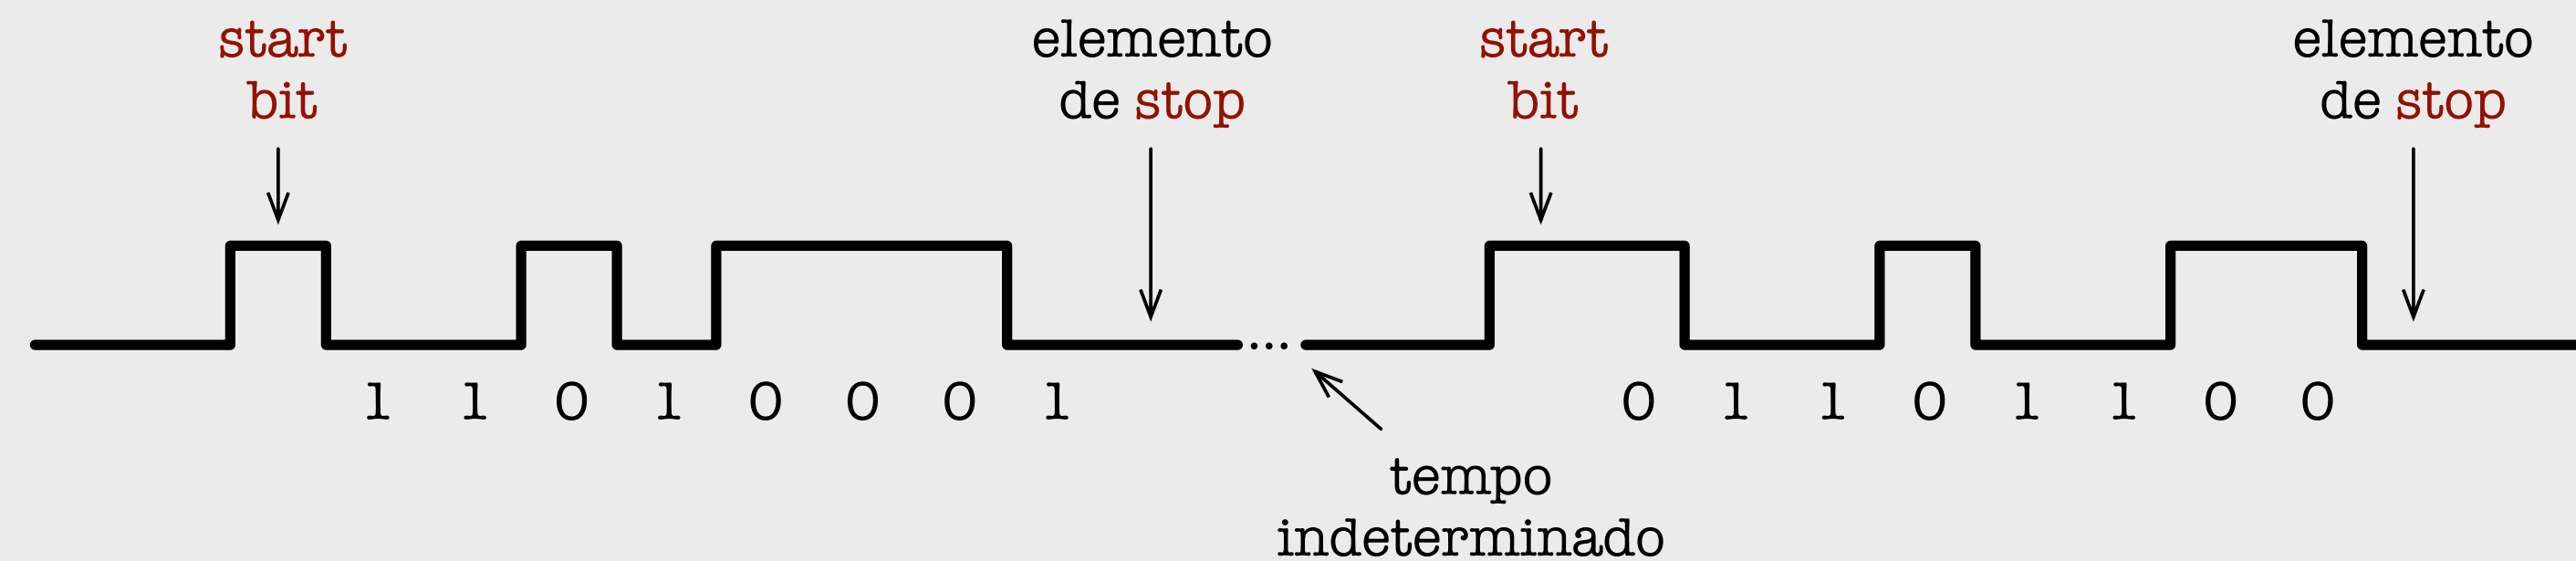 start
bit
elemento
de stop
start
bit
elemento
de stop
1 1 0 1 0 0 0 1
0 1 1 0 1 1 0 0
tempo
indeterminado